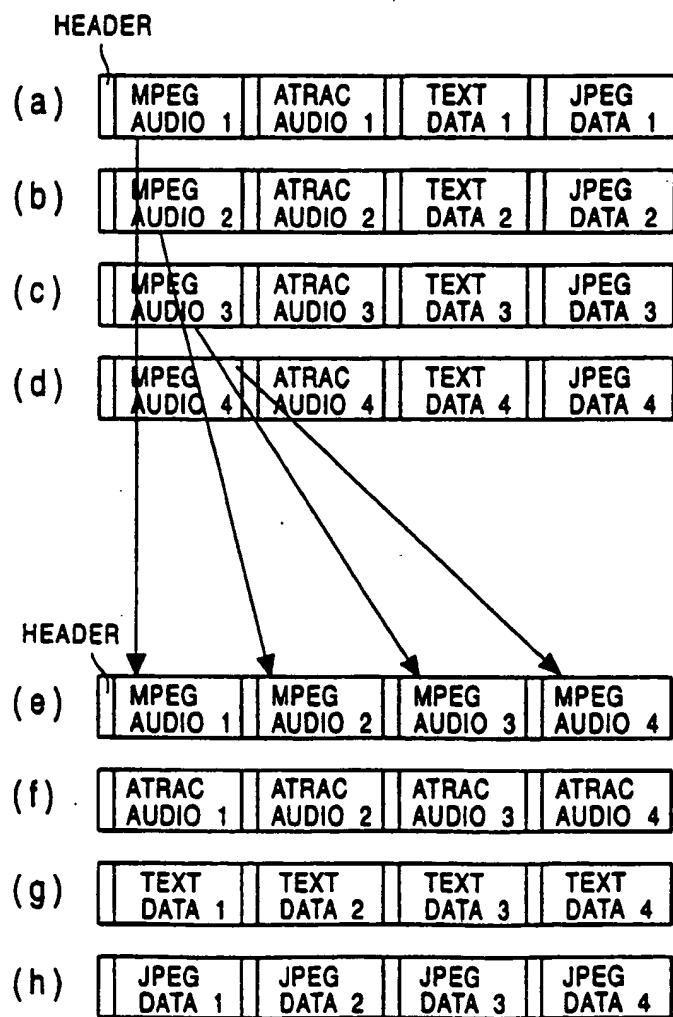 HEADER
(a) MPEG ATRAC TEXT JPEG
AUDIO 1 AUDIO 1 DATA 1 DATA 1
(b) MPEG ATRAC TEXT JPEG
AUDIO 2 AUDIO 2 DATA 2 DATA 2
(c) MPEG ATRAC TEXT JPEG
AUDIO 3 AUDIO 3 DATA 3 DATA 3
(d) MPEG ATRAC TEXT JPEG
AUDIO 4 AUDIO 4 DATA 4 DATA 4
HEADER
(e) MPEG MPEG MPEG MPEG
AUDIO 1 AUDIO 2 AUDIO 3 AUDIO 4
(f) ATRAC ATRAC ATRAC ATRAC
AUDIO 1 AUDIO 2 AUDIO 3 AUDIO 4
(g) TEXT TEXT TEXT TEXT
DATA 1 DATA 2 DATA 3 DATA 4
(h) JPEG JPEG JPEG JPEG
DATA 1 DATA 2 DATA 3 DATA 4